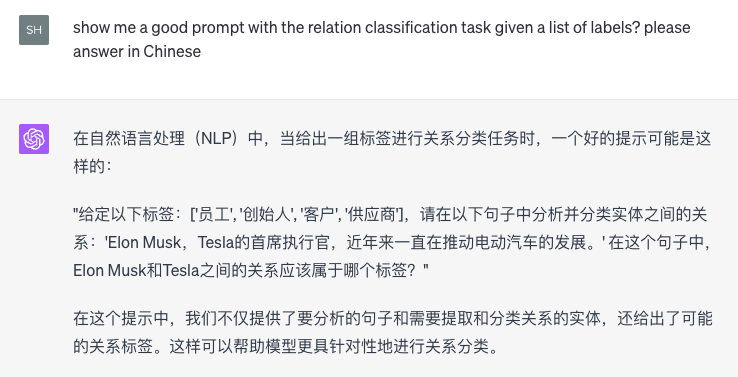 SH
show me a good prompt with the relation classification task given a list of labels? please
answer in Chinese
在自然语言处理（NLP）中，当给出一组标签进行关系分类任务时，一个好的提示可能是这
样的：
"给定以下标签：['员工', '创始人', '客户', '供应商']，请在以下句子中分析并分类实体之间的关
系：'Elon Musk，Tesla的首席执行官，近年来一直在推动电动汽车的发展。' 在这个句子中，
Elon Musk和Tesla之间的关系应该属于哪个标签？"
在这个提示中，我们不仅提供了要分析的句子和需要提取和分类关系的实体，还给出了可能
的关系标签。这样可以帮助模型更具针对性地进行关系分类。